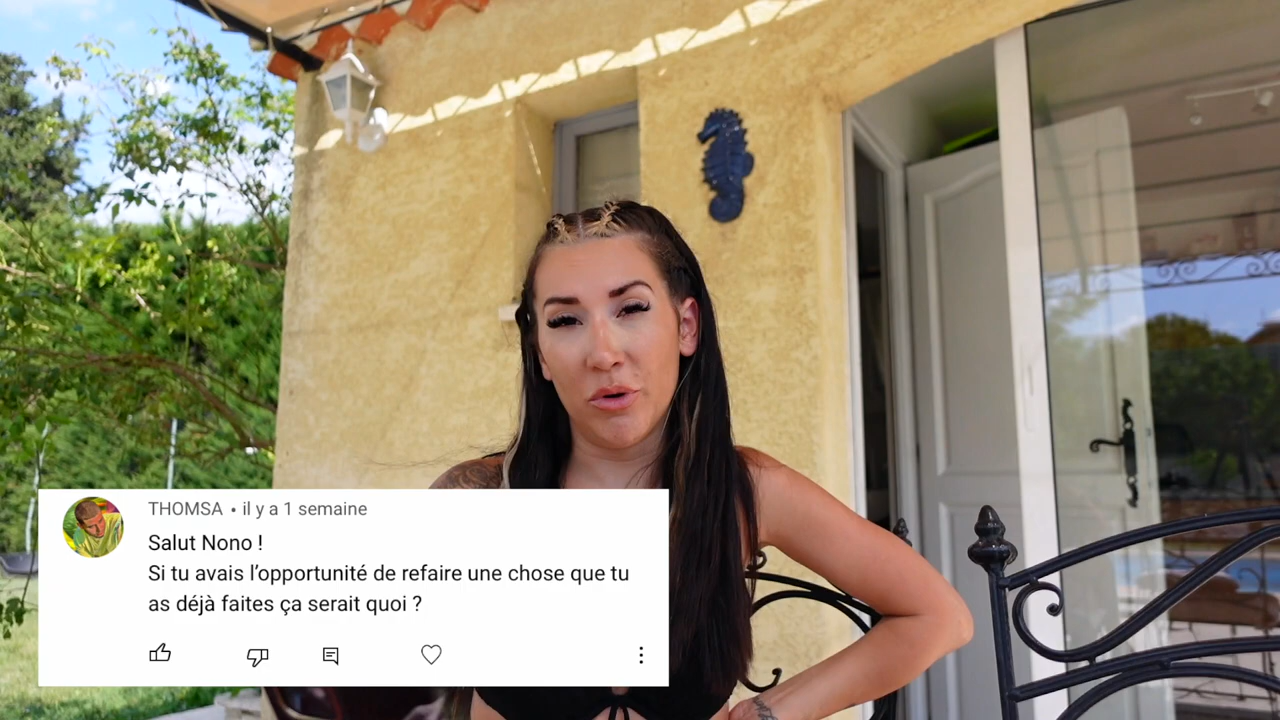 THOMSA • il y a 1 semaine
Salut Nono !
Si tu avais l’opportunité de refaire une chose que tu
as déjà faites ça serait quoi ?